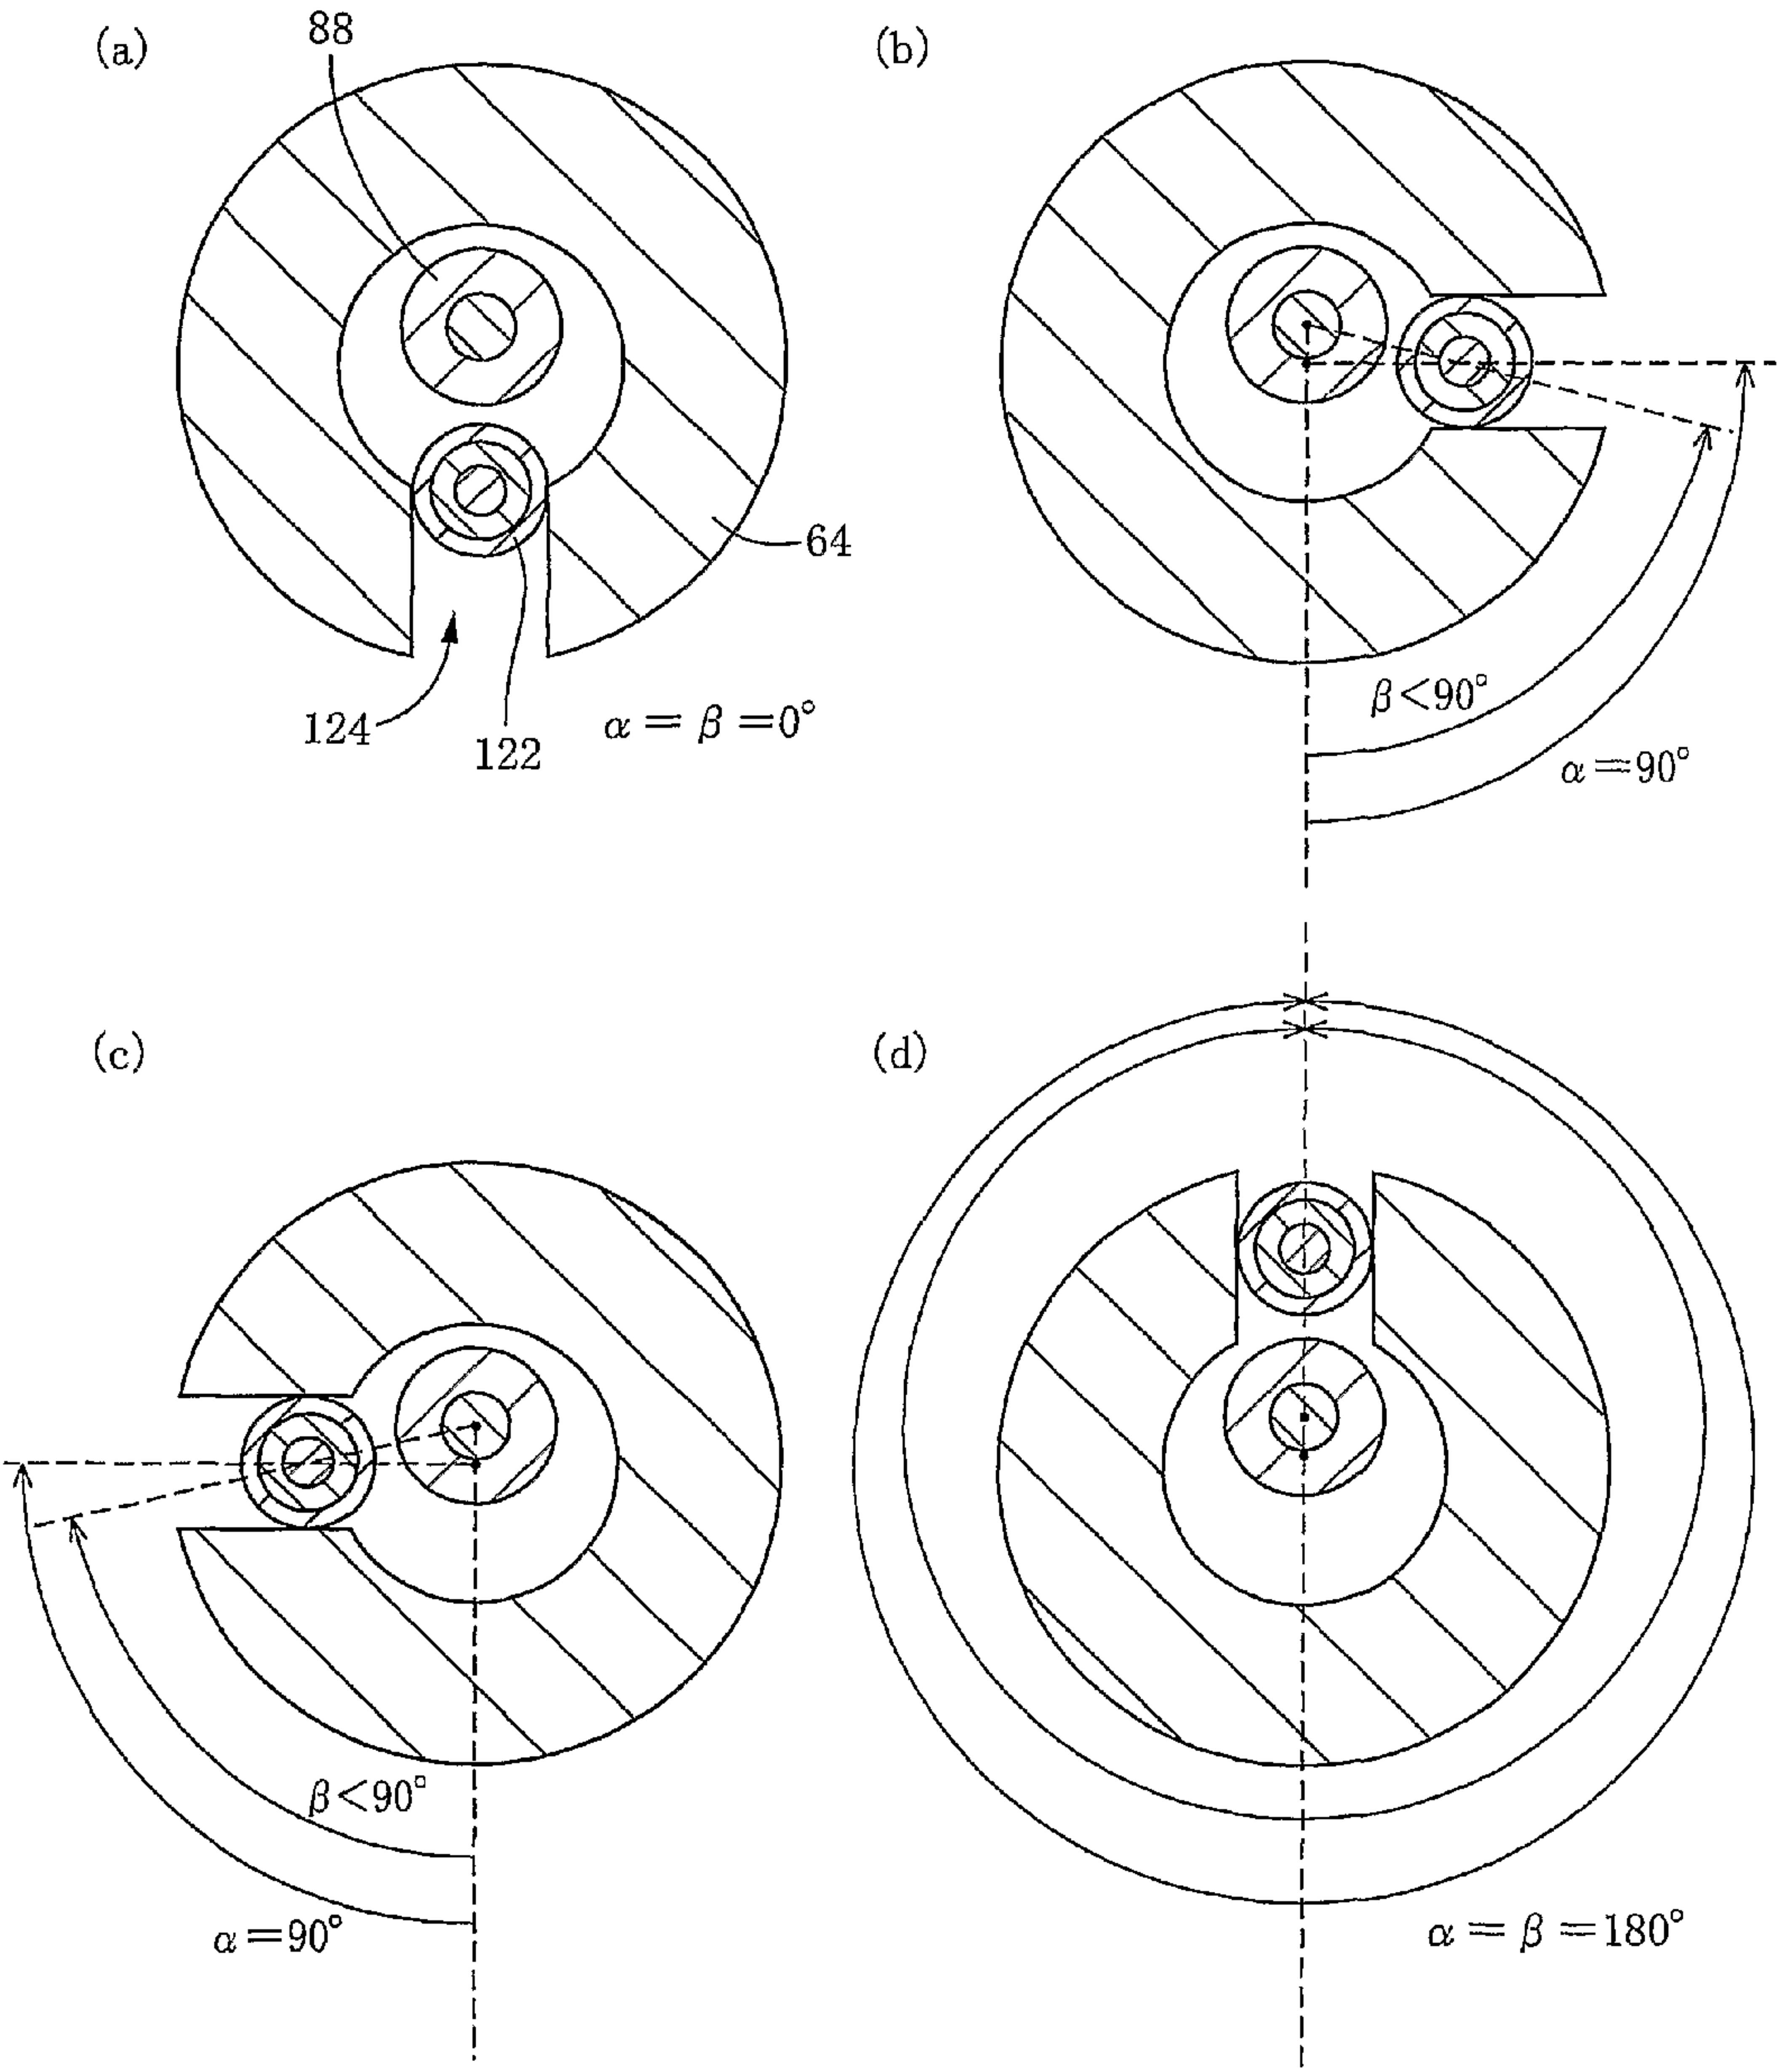 (a)
88
64
124
122
α = β =0°
(b)
β<90°
α=90°
(c)
β<90°
α=90°
(d)
α = β =180°